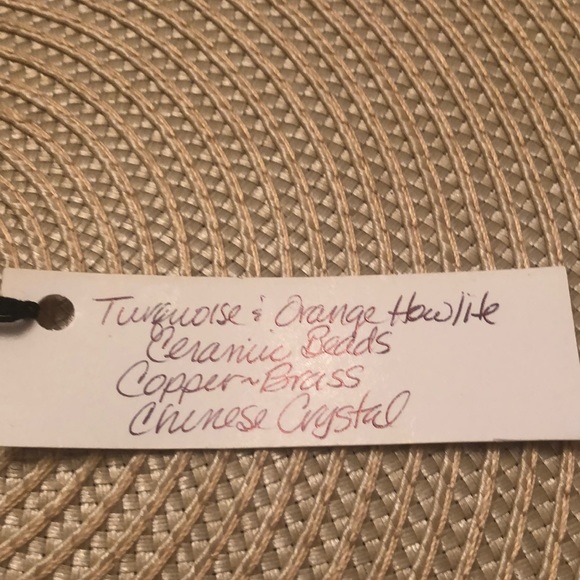 Turquoise & Orange Howlite
Ceramic Beads
Copper~Brass
Chinese Crystal